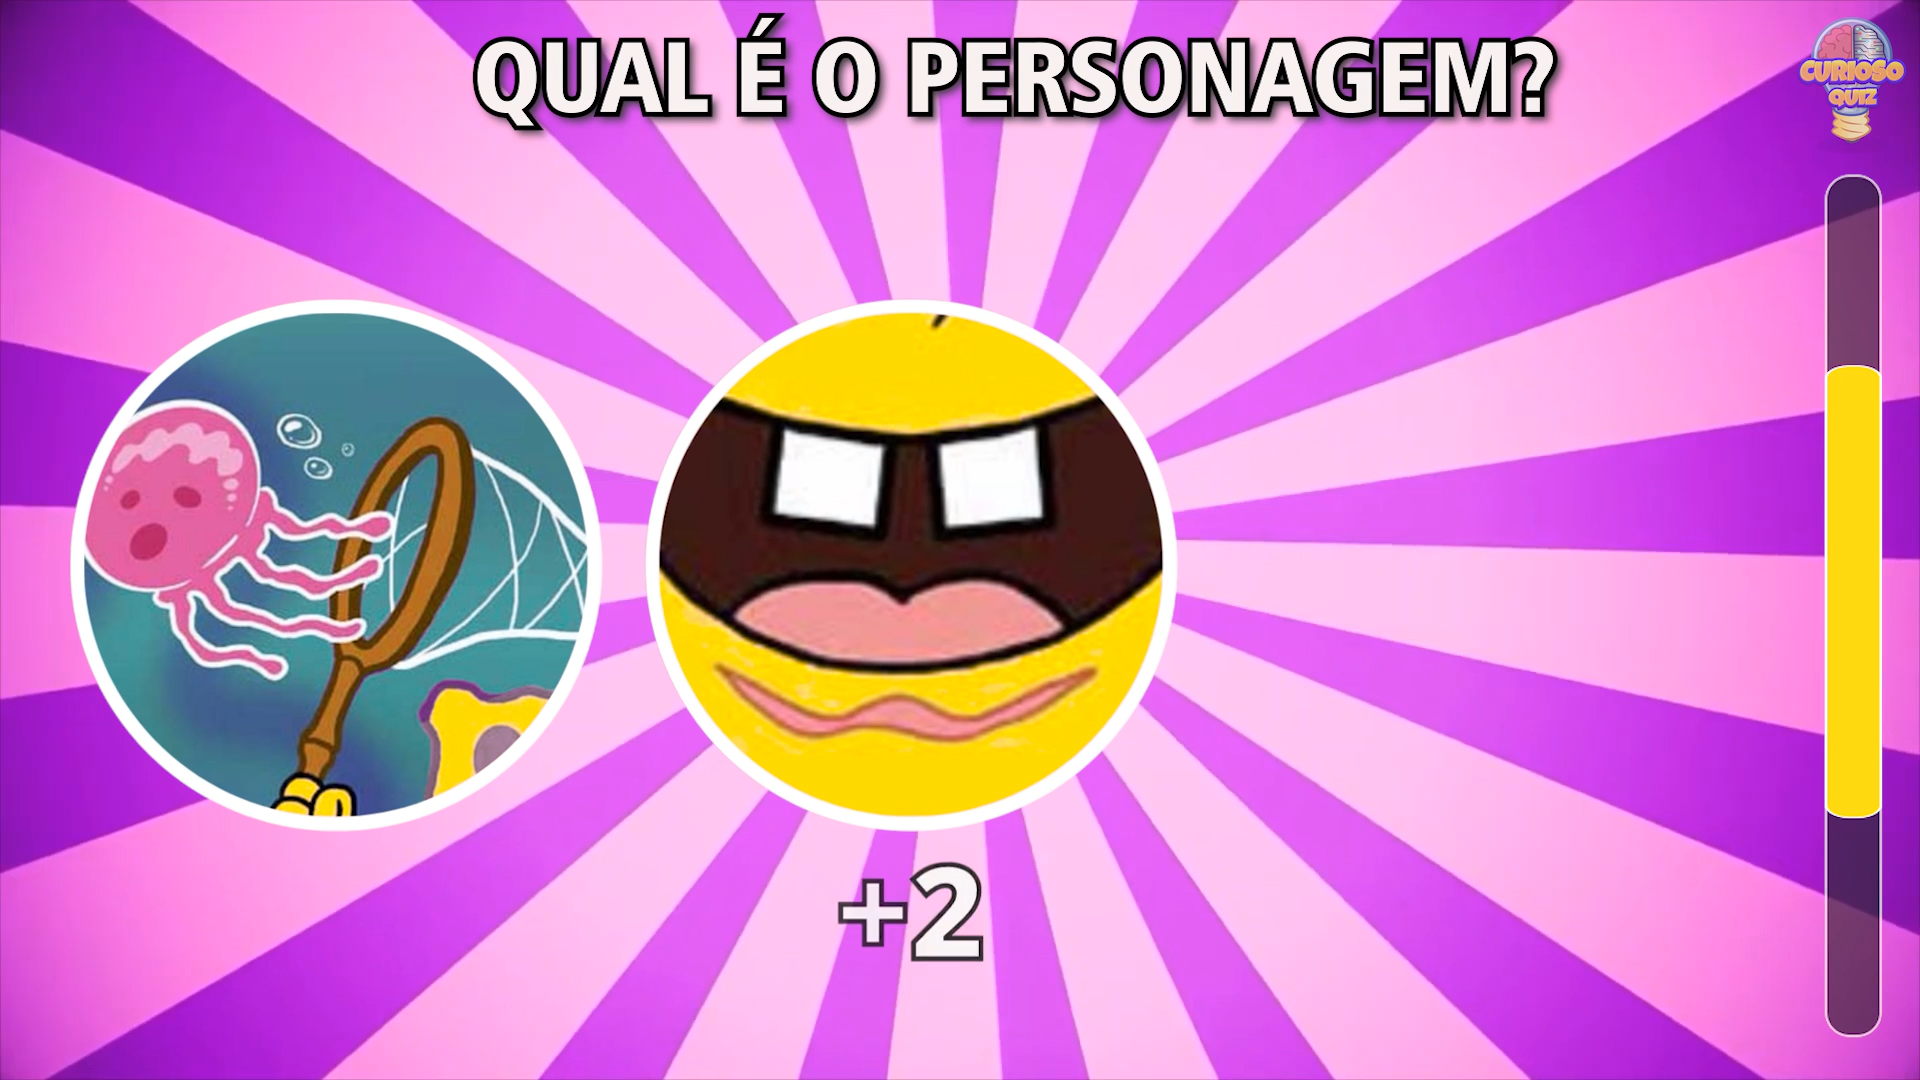 QUAL É O PERSONAGEM?
CURIOSO
QUIZ
+2